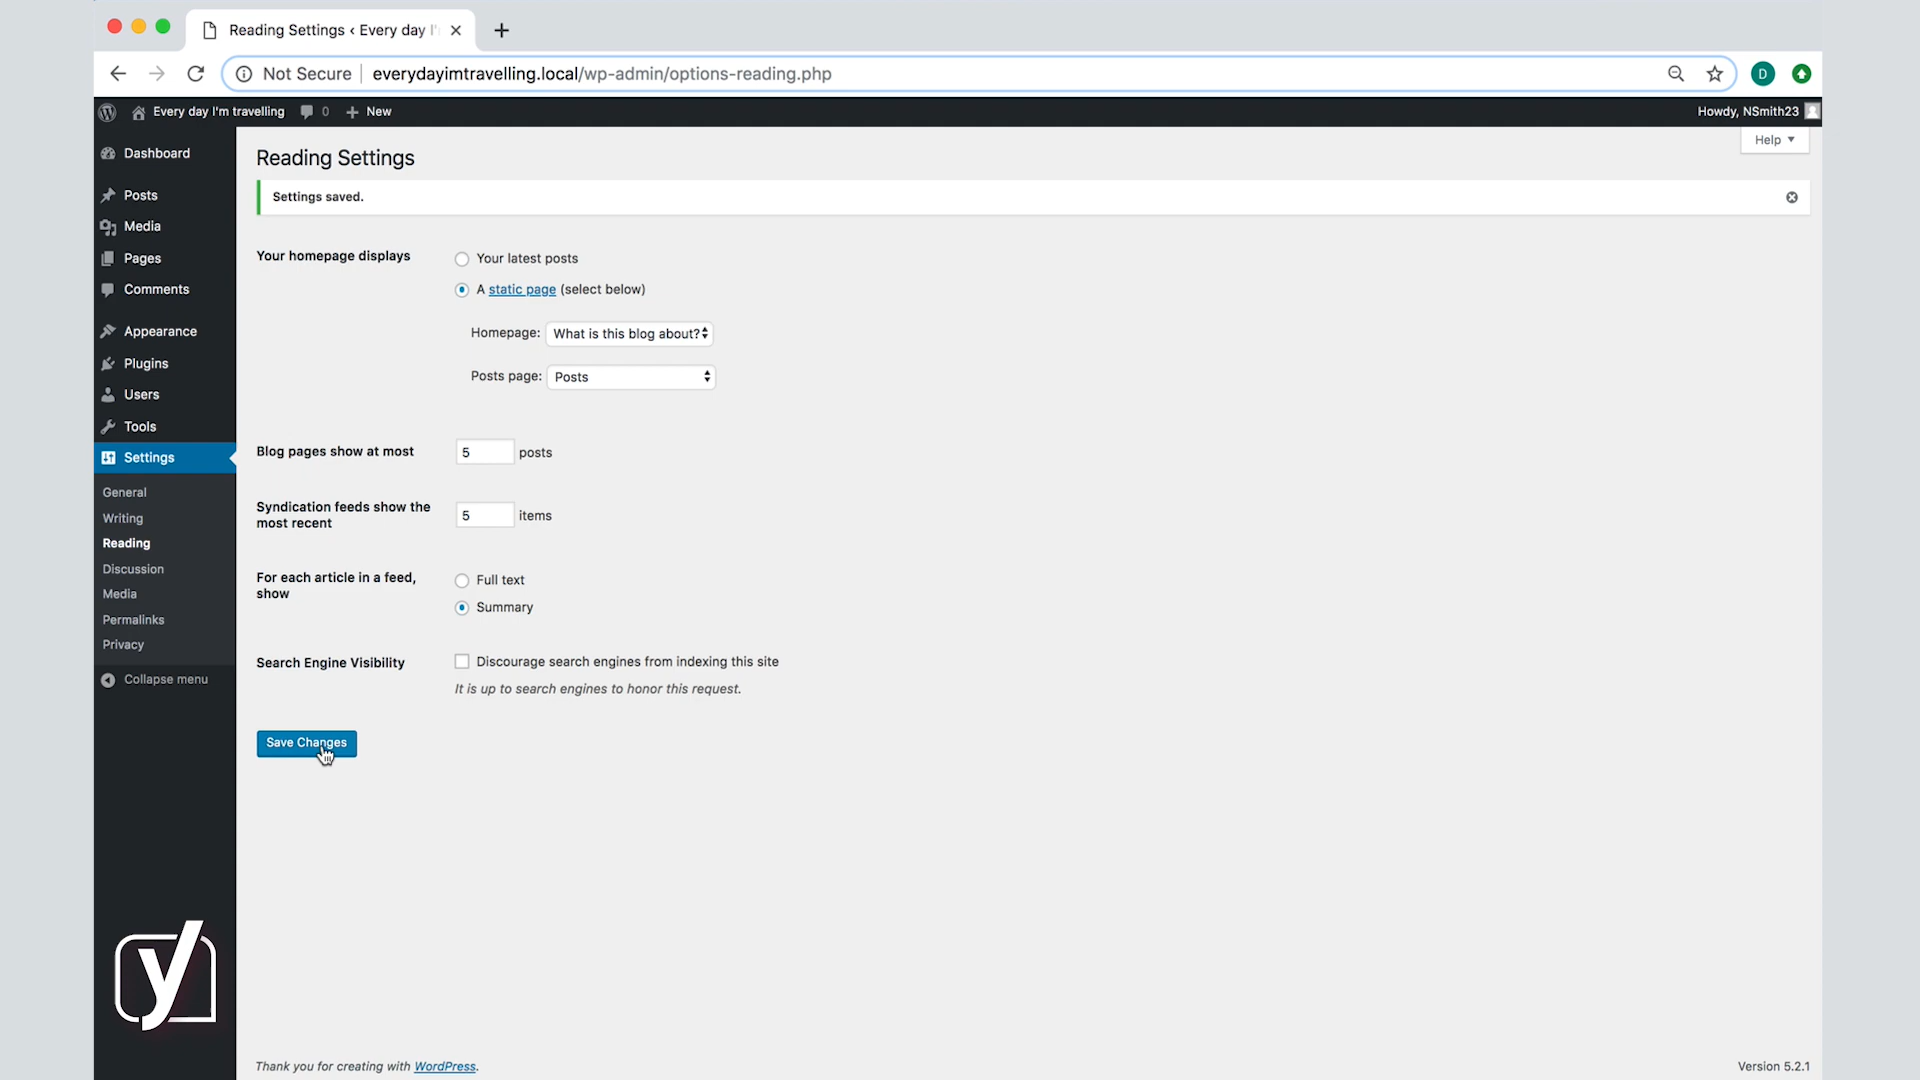 Reading Settings ‹ Every day I'
Not Secure everydayimtravelling.local/wp-admin/options-reading.php D
Every day I'm travelling 0 + New Howdy, NSmith23
Help
Dashboard
Posts
Media
Pages
Comments
Appearance
Plugins
Users
Tools
Settings
General
Writing
Reading
Discussion
Media
Permalinks
Privacy
Collapse menu
Reading Settings
Settings saved.
Your homepage displays
Your latest posts
A static page (select below)
Homepage: What is this blog about?
Posts page: Posts
Blog pages show at most 5 posts
Syndication feeds show the
most recent
5 items
For each article in a feed,
show
Full text
Summary
Search Engine Visibility
Discourage search engines from indexing this site
It is up to search engines to honor this request.
Save Changes
y
Thank you for creating with WordPress. Version 5.2.1